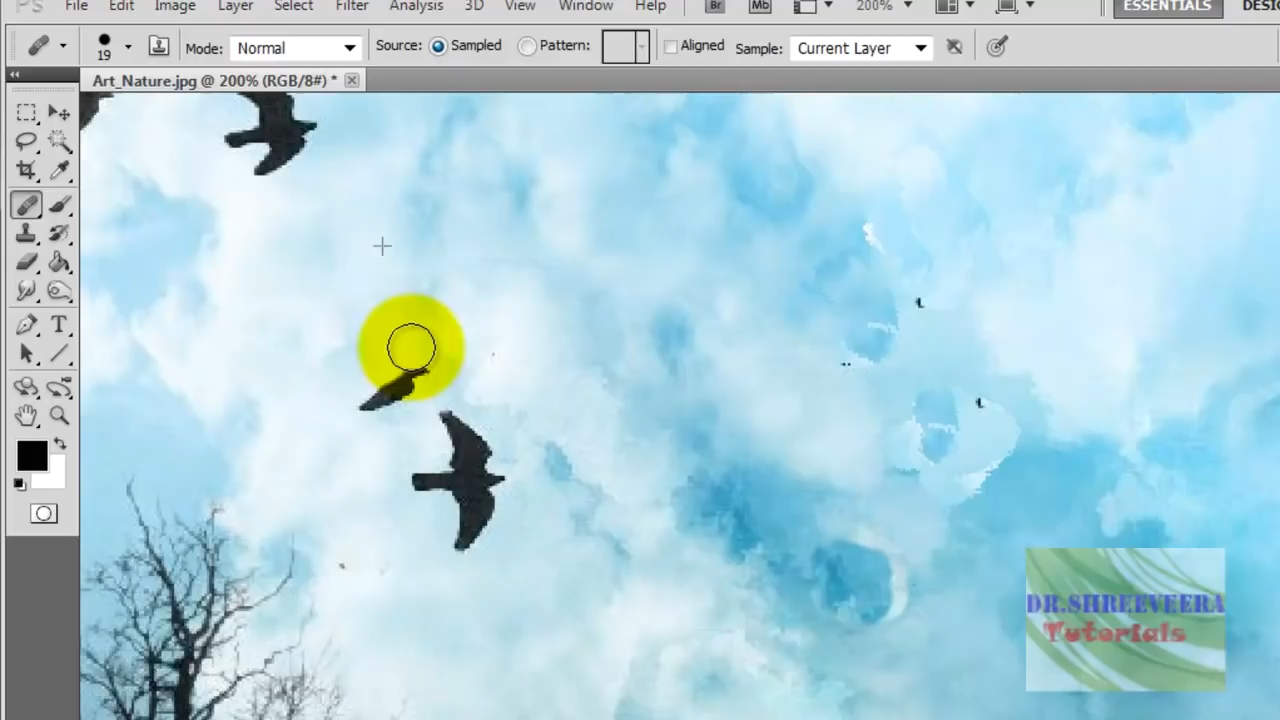 PS File Edit Image Layer Select Filter Analysis 3D View Window Help Br Mb 200% ESSENTIALS
19 Mode: Normal Source: Sampled Pattern: Aligned Sample: Current Layer
Art_Nature.jpg @ 200% (RGB/8#) *
T
DR.SHREEVEERA
Tutorials